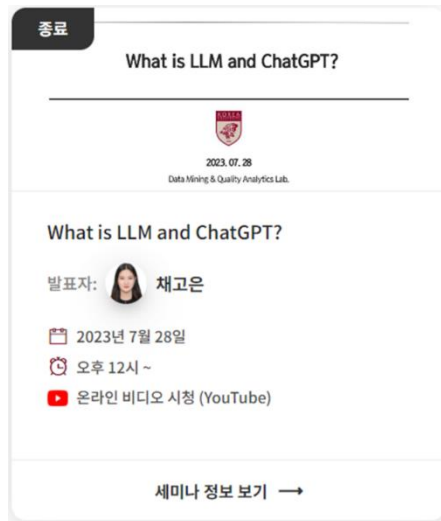 종료
What is LLM and ChatGPT?
KOREA
2023. 07. 28
Data Mining & Quality Analytics Lab.
What is LLM and ChatGPT?
발표자: 채고은
2023년 7월 28일
오후 12시 ~
온라인 비디오 시청 (YouTube)
세미나 정보 보기 →